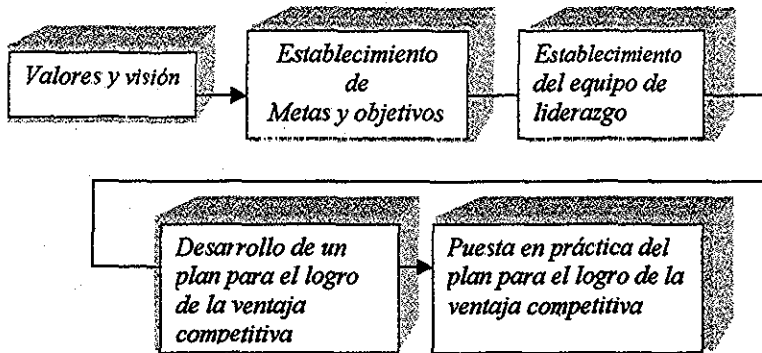 Valores y visión
Establecimiento
de
Metas y objetivos
Establecimiento
del equipo de
liderazgo
Desarrollo de un
plan para el logro
de la ventaja
competitiva
Puesta en práctica del
plan para el logro de la
ventaja competitiva